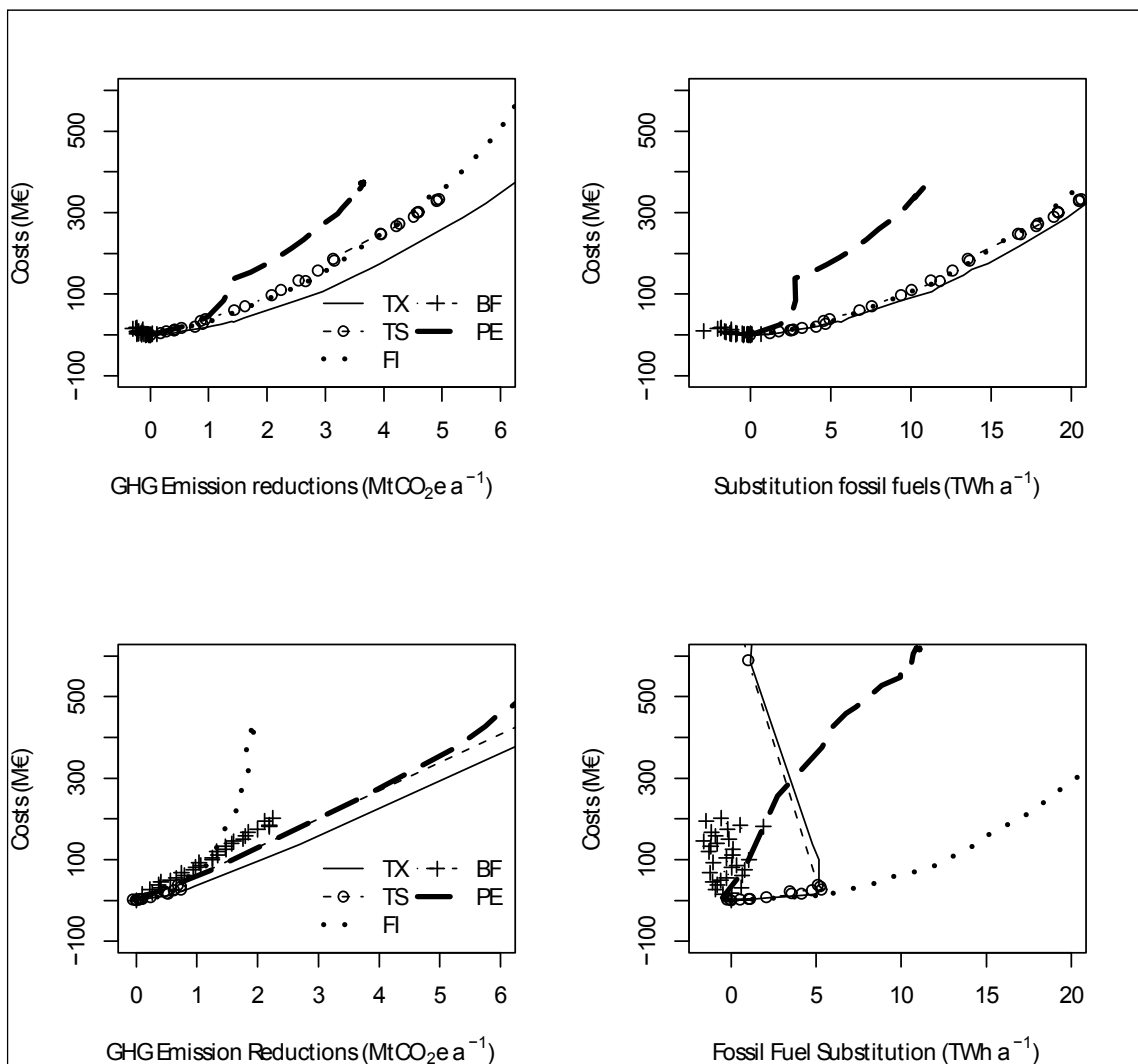 Costs (M€)
-100
100
300
500
0
1
2
3
4
5
6
GHG Emission reductions (MtCO₂e a⁻¹)
TX
TS
FI
BF
PE
Costs (M€)
-100
100
300
500
0
5
10
15
20
Substitution fossil fuels (TWh a⁻¹)
Costs (M€)
-100
100
300
500
0
1
2
3
4
5
6
GHG Emission Reductions (MtCO₂e a⁻¹)
TX
TS
FI
BF
PE
Costs (M€)
-100
100
300
500
0
5
10
15
20
Fossil Fuel Substitution (TWh a⁻¹)